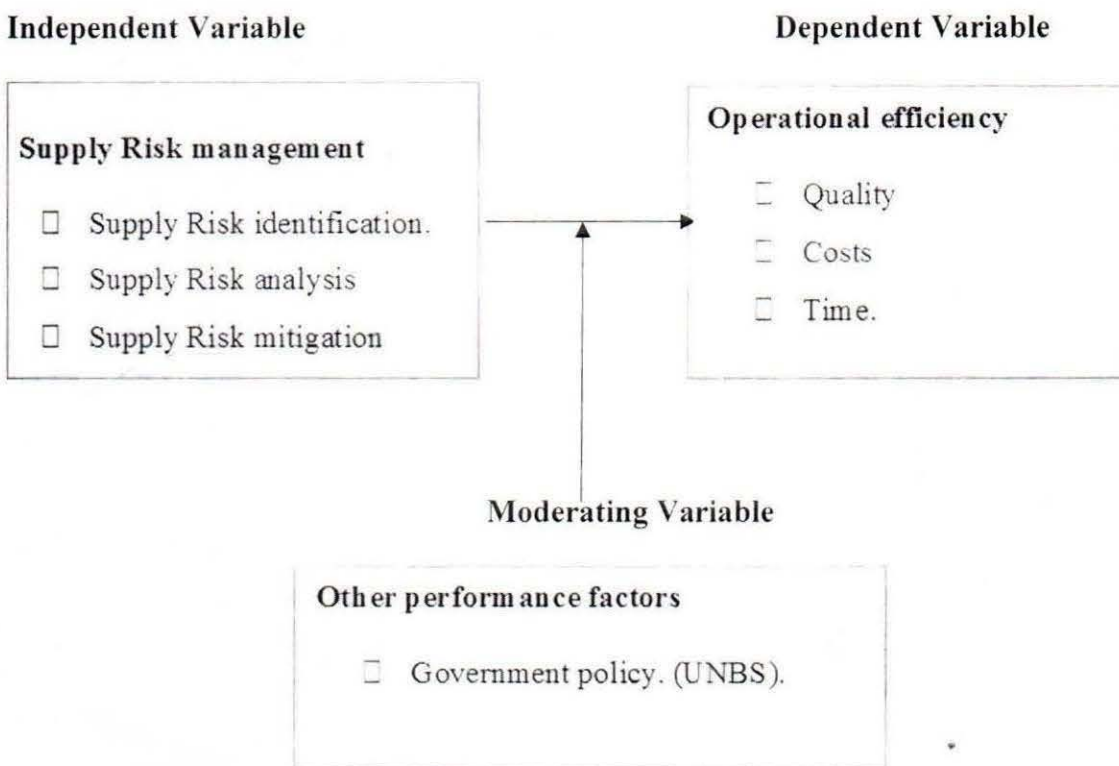 Independent Variable
Dependent Variable
Supply Risk management
Supply Risk identification.
Supply Risk analysis
Supply Risk mitigation
Operational efficiency
Quality
Costs
Time.
Moderating Variable
Other performance factors
Government policy. (UNBS).